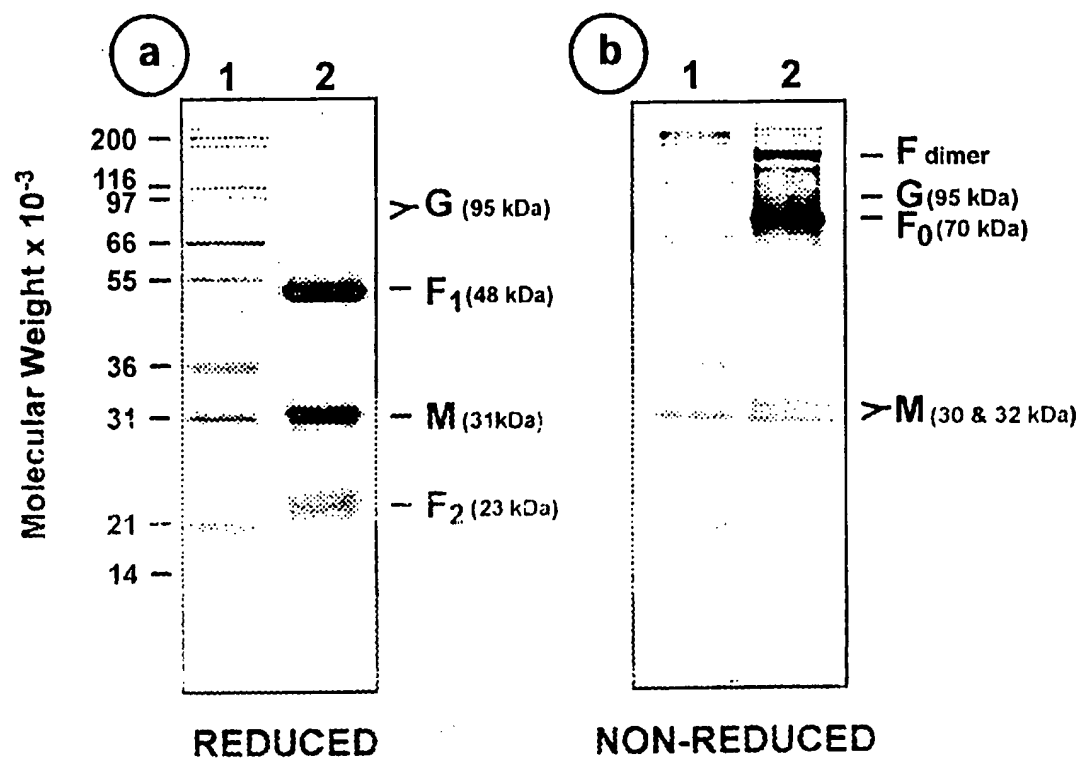 a
1 2
Molecular Weight x 10-3
200
116
97
66
55
36
31
21
14
G (95 kDa)
F1 (48 kDa)
M (31kDa)
F2 (23 kDa)
REDUCED
b
1 2
F dimer
G (95 kDa)
F0 (70 kDa)
M (30 & 32 kDa)
NON-REDUCED